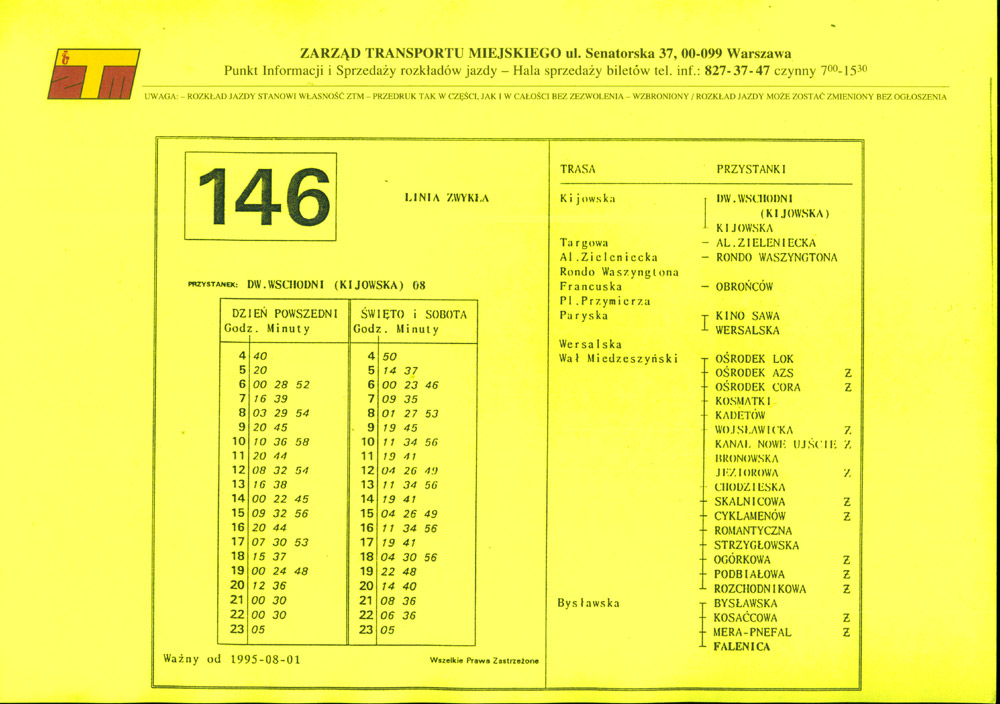 ZARZĄD TRANSPORTU MIEJSKIEGO ul. Senatorska 37, 00-099 Warszawa
Punkt Informacji i Sprzedaży rozkładów jazdy – Hala sprzedaży biletów tel. inf.: 827-37-47 czynny 7⁰⁰-15³⁰
UWAGA: – ROZKŁAD JAZDY STANOWI WŁASNOŚĆ ZTM – PRZEDRUK TAK W CZĘŚCI, JAK I W CAŁOŚCI BEZ ZEZWOLENIA – WZBRONIONY / ROZKŁAD JAZDY MOŻE ZOSTAĆ ZMIENIONY BEZ OGŁOSZENIA
ZTM
146
LINIA ZWYKŁA
PRZYSTANEK: DW.WSCHODNI (KIJOWSKA) 08
DZIEŃ POWSZEDNI ŚWIĘTO i SOBOTA
Godz. Minuty Godz. Minuty
4 40 4 50
5 20 5 14 37
6 00 28 52 6 00 23 46
7 16 39 7 09 35
8 03 29 54 8 01 27 53
9 20 45 9 19 45
10 10 36 58 10 11 34 56
11 20 44 11 19 41
12 08 32 54 12 04 26 49
13 16 38 13 11 34 56
14 00 22 45 14 19 41
15 09 32 56 15 04 26 49
16 20 44 16 11 34 56
17 07 30 53 17 19 41
18 15 37 18 04 30 56
19 00 24 48 19 22 48
20 12 36 20 14 40
21 00 30 21 08 36
22 00 30 22 06 36
23 05 23 05
Ważny od 1995-08-01 Wszelkie Prawa Zastrzeżone
TRASA PRZYSTANKI
Kijowska DW.WSCHODNI
(KIJOWSKA)
KIJOWSKA
Targowa – AL.ZIELENIECKA
Al.Zieleniecka – RONDO WASZYNGTONA
Rondo Waszyngtona
Francuska – OBROŃCÓW
Pl.Przymierza
Paryska KINO SAWA
WERSALSKA
Wersalska
Wał Miedzeszyński OŚRODEK LOK
OŚRODEK AZS Ż
OŚRODEK CORA Ż
KOSMATKI
KADETÓW
WOJSŁAWICKA Ż
KANAŁ NOWE UJŚCIE Ż
BRONOWSKA
JEZIOROWA Ż
CHODZIESKA
SKALNICOWA Ż
CYKLAMENÓW Ż
ROMANTYCZNA
STRZYGŁOWSKA
OGÓRKOWA Ż
PODBIAŁOWA Ż
ROZCHODNIKOWA Ż
Bysławska BYSŁAWSKA
KOSAĆCOWA Ż
MERA-PNEFAL Ż
FALENICA